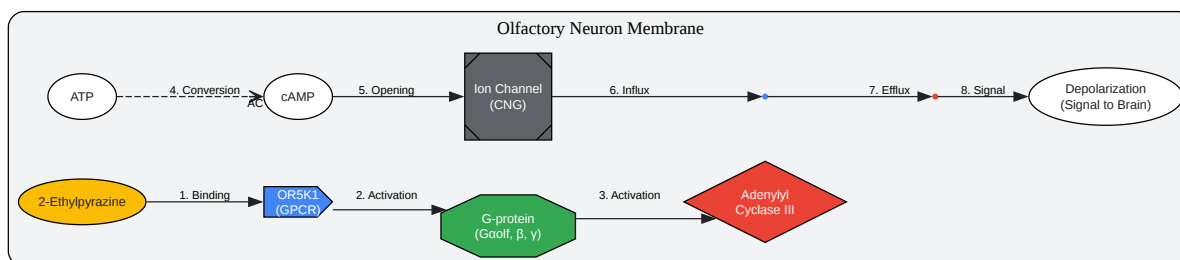 Olfactory Neuron Membrane
ATP
4. Conversion
AC
cAMP
5. Opening
Ion Channel
(CNG)
6. Influx
7. Efflux
8. Signal
Depolarization
(Signal to Brain)
2-Ethylpyrazine
1. Binding
OR5K1
(GPCR)
2. Activation
G-protein
(Gαolf, β, γ)
3. Activation
Adenylyl
Cyclase III